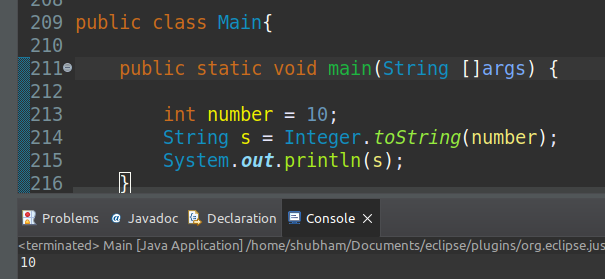 208
209 public class Main{
210
211 public static void main(String []args) {
212
213 int number = 10;
214 String s = Integer.toString(number);
215 System.out.println(s);
216 }
Problems @ Javadoc Declaration Console
<terminated> Main [Java Application] /home/shubham/Documents/eclipse/plugins/org.eclipse.jus
10